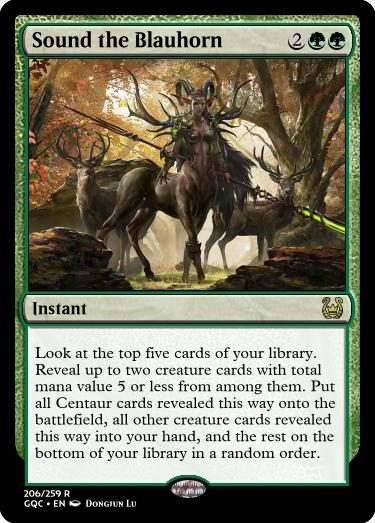 Sound the Blauhorn 2
Instant
Look at the top five cards of your library.
Reveal up to two creature cards with total
mana value 5 or less from among them. Put
all Centaur cards revealed this way onto the
battlefield, all other creature cards revealed
this way into your hand, and the rest on the
bottom of your library in a random order.
206/259 R
GQC • EN Dongjun Lu